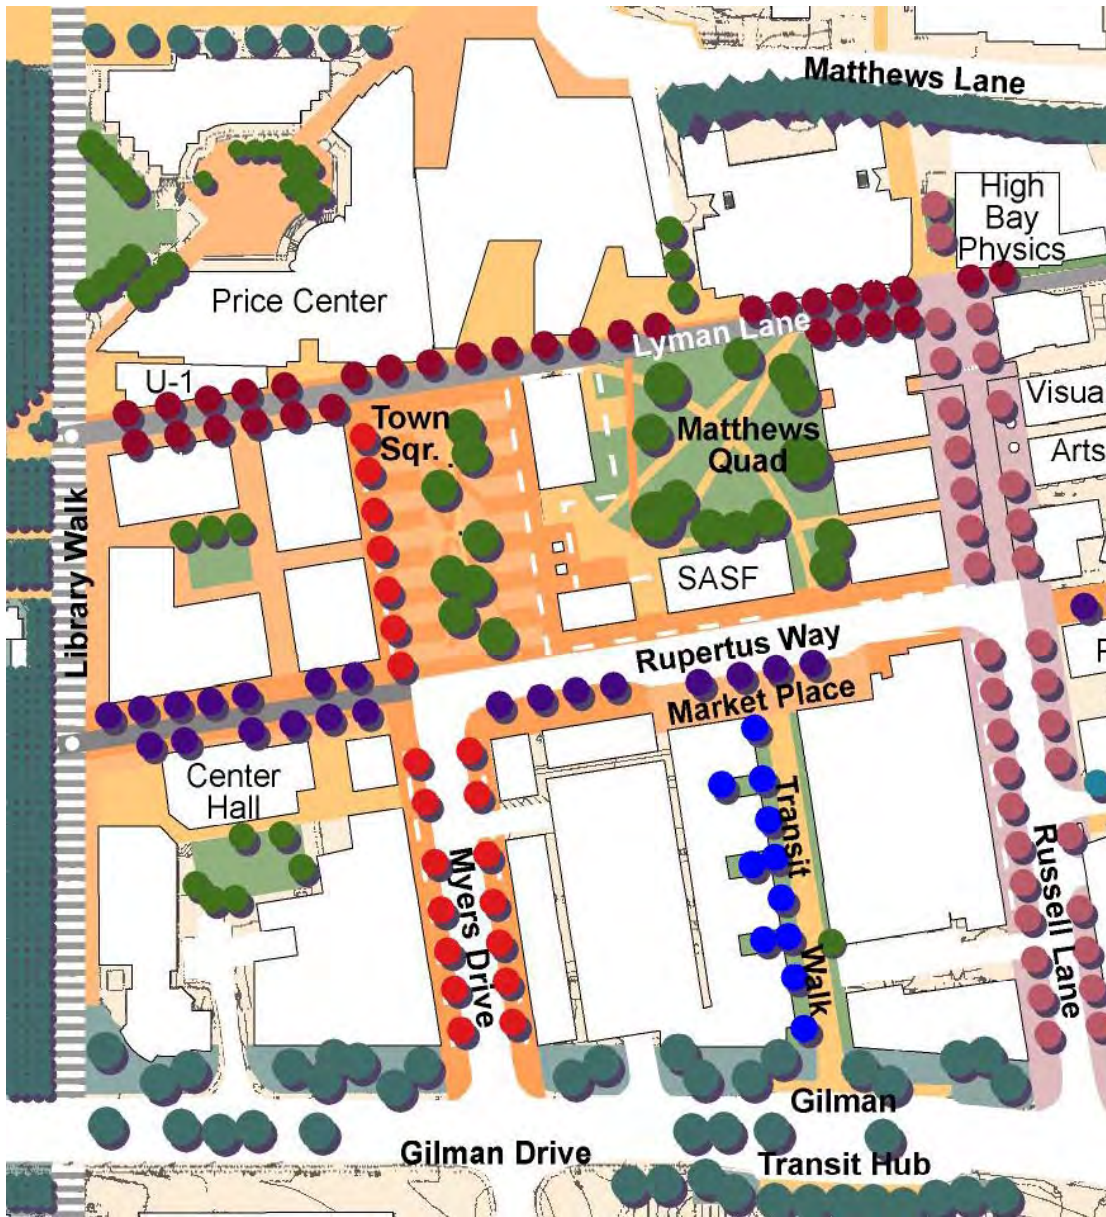 Matthews Lane
High
Bay
Physics
Price Center
Lyman Lane
U-1
Town
Sqr.
Matthews
Quad
Visua
Arts
Library Walk
SASF
Rupertus Way
Market Place
Center
Hall
Transit
Walk
Myers Drive
Russell Lane
Gilman
Gilman Drive
Transit Hub